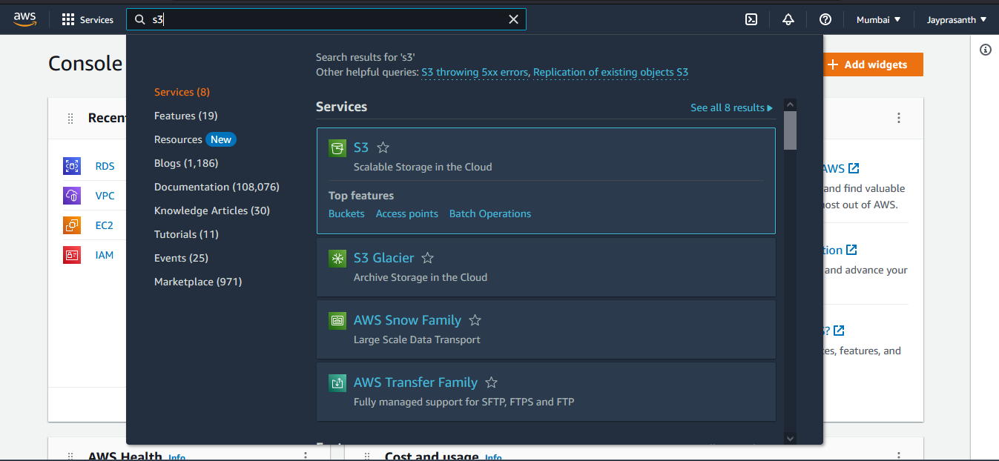 aws
Services
s3
Mumbai ▼
Jayprasanth ▼
Console
Add widgets
Search results for 's3'
Other helpful queries: S3 throwing 5xx errors, Replication of existing objects S3
Services (8)
Features (19)
Resources New
Blogs (1,186)
Documentation (108,076)
Knowledge Articles (30)
Tutorials (11)
Events (25)
Marketplace (971)
Services
See all 8 results ▶
S3
Scalable Storage in the Cloud
Top features
Buckets Access points Batch Operations
S3 Glacier
Archive Storage in the Cloud
AWS Snow Family
Large Scale Data Transport
AWS Transfer Family
Fully managed support for SFTP, FTPS and FTP
RDS
VPC
EC2
IAM
AWS
and find valuable
out of AWS.
and advance your
features, and
AWS Health Info
Cost and usage Info